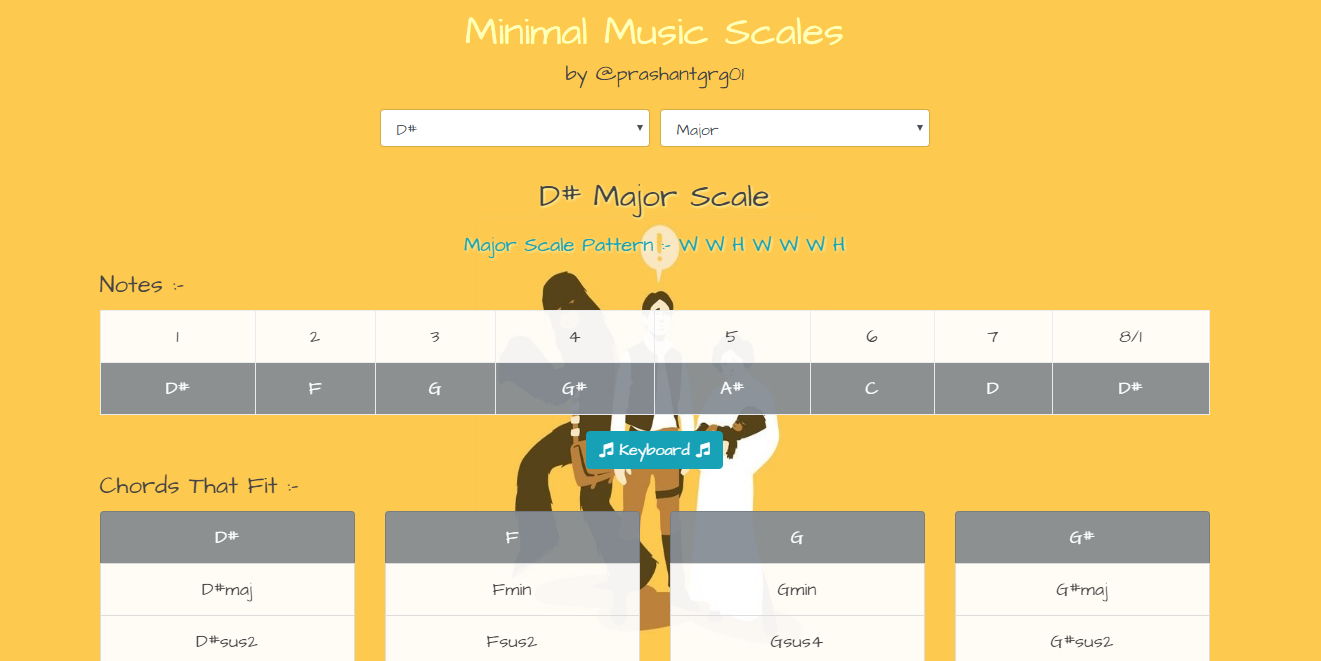 Minimal Music Scales
by @prashantgrg01
D# Major
D# Major Scale
Major Scale Pattern :- W W H W W W H
!
Notes :-
1 2 3 4 5 6 7 8/1
D# F G G# A# C D D#
Keyboard
Chords That Fit :-
D# F G G#
D#maj Fmin Gmin G#maj
D#sus2 Fsus2 Gsus4 G#sus2